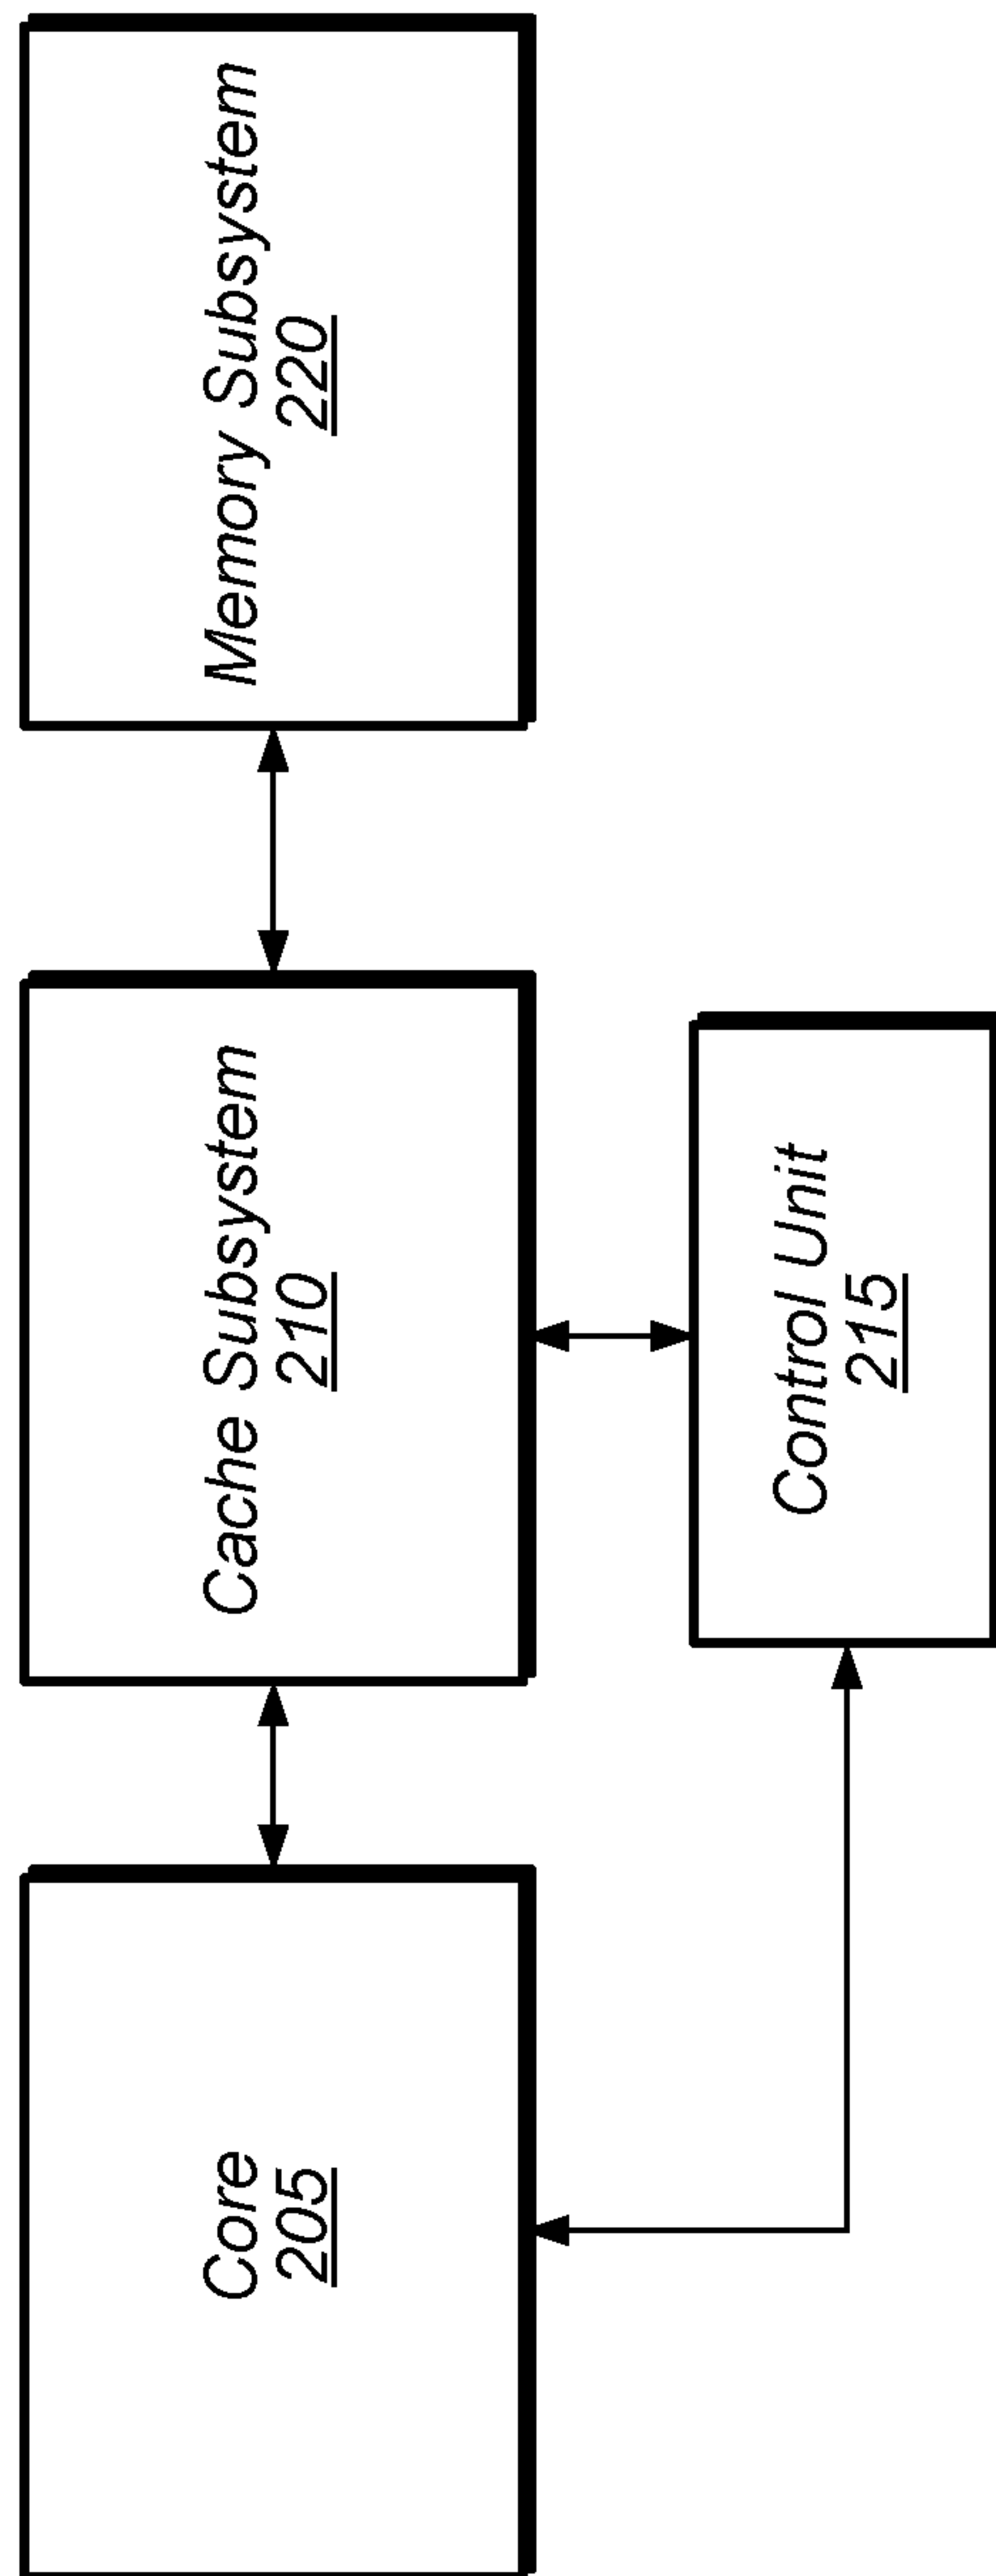 Core
205
Cache Subsystem
210
Memory Subsystem
220
Control Unit
215